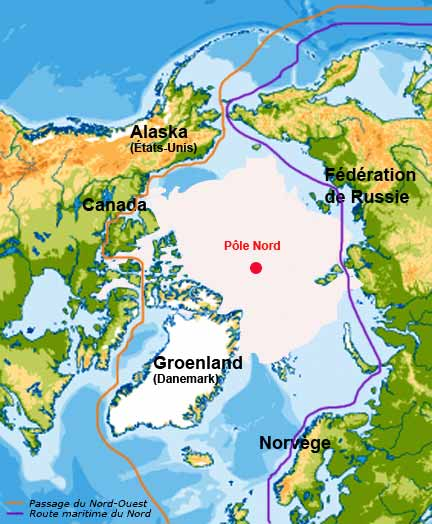 Alaska
(États-Unis)
Fédération
de Russie
Canada
Pôle Nord
Groenland
(Danemark)
Norvège
Passage du Nord-Ouest
Route maritime du Nord